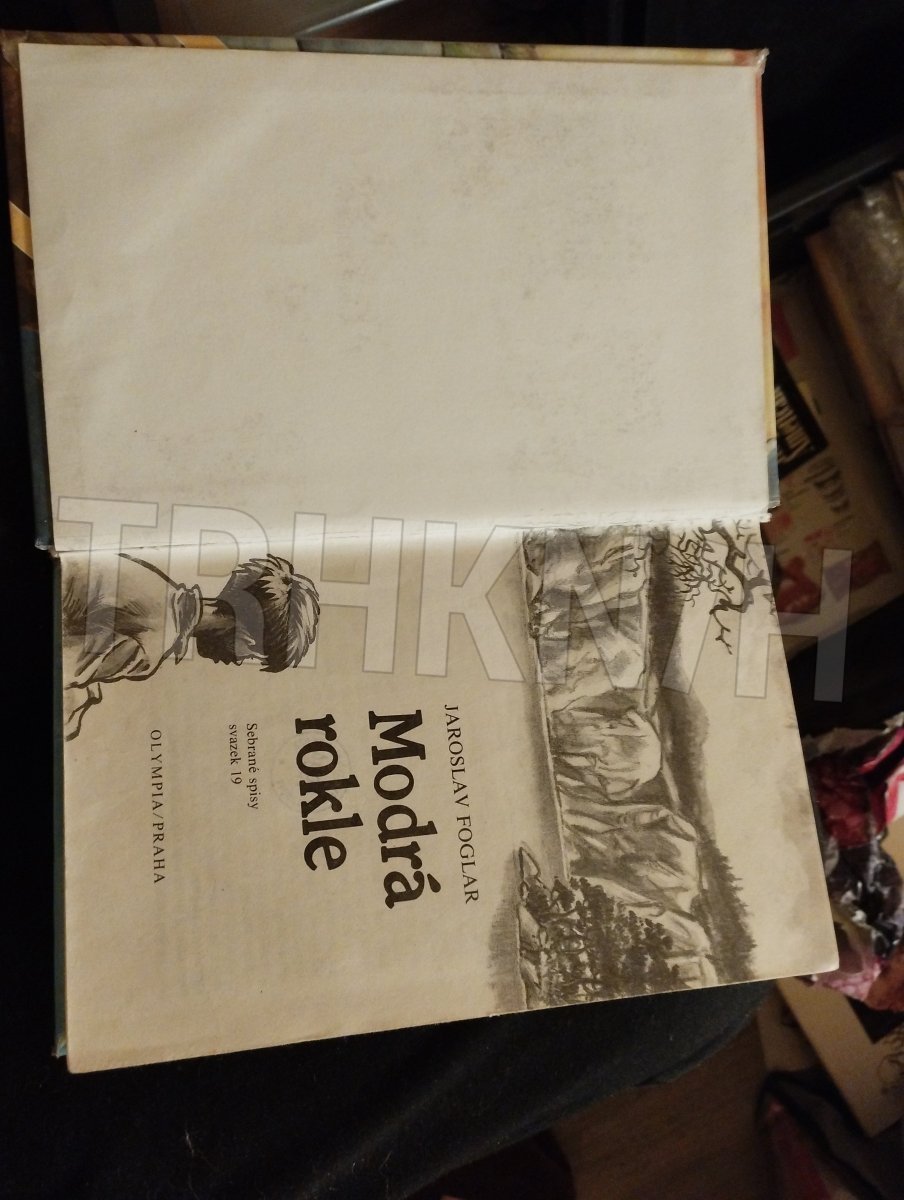 JAROSLAV FOGLAR
Modrá
rokle
Sebrané spisy
svazek 19
OLYMPIA/PRAHA
TRHKNIH